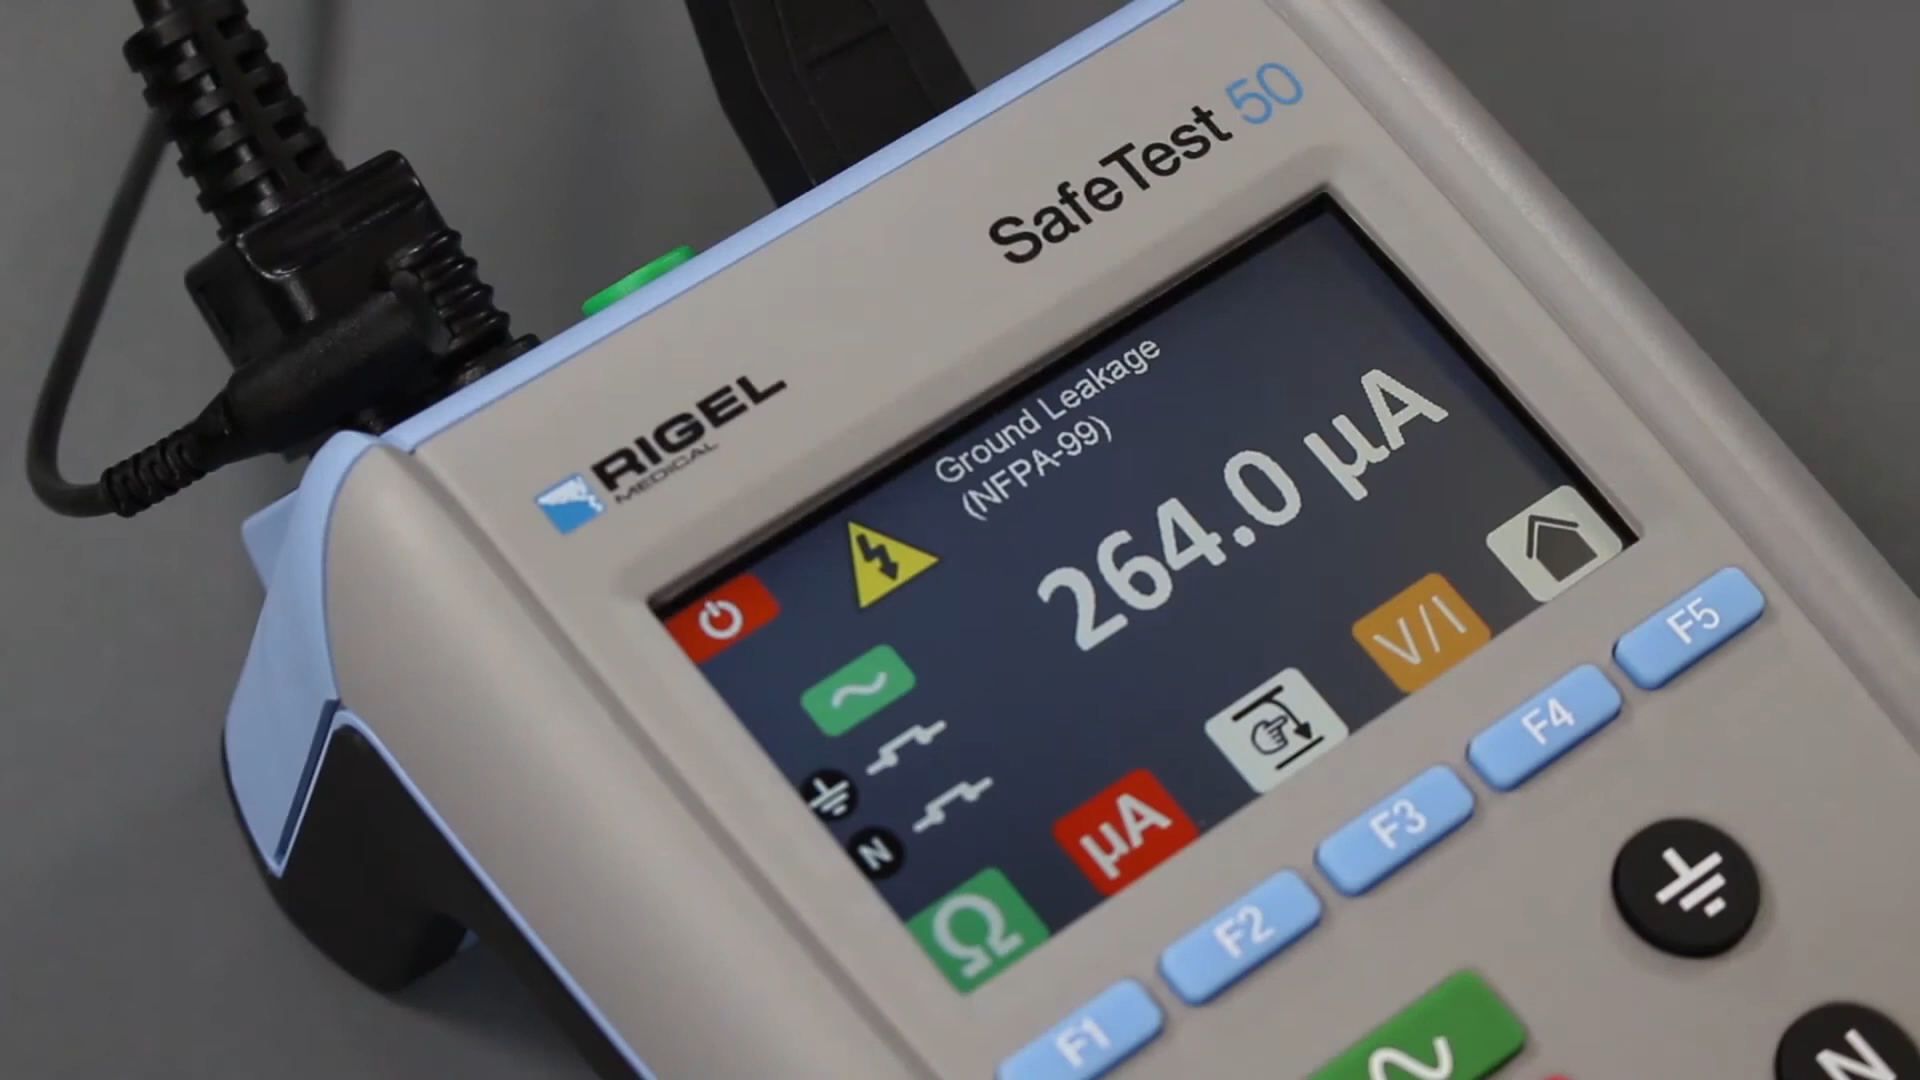 SafeTest 50
RIGEL
MEDICAL
Ground Leakage
(NFPA-99)
264.0 µA
V/I
µA
N
Ω
F1
F2
F3
F4
F5
N